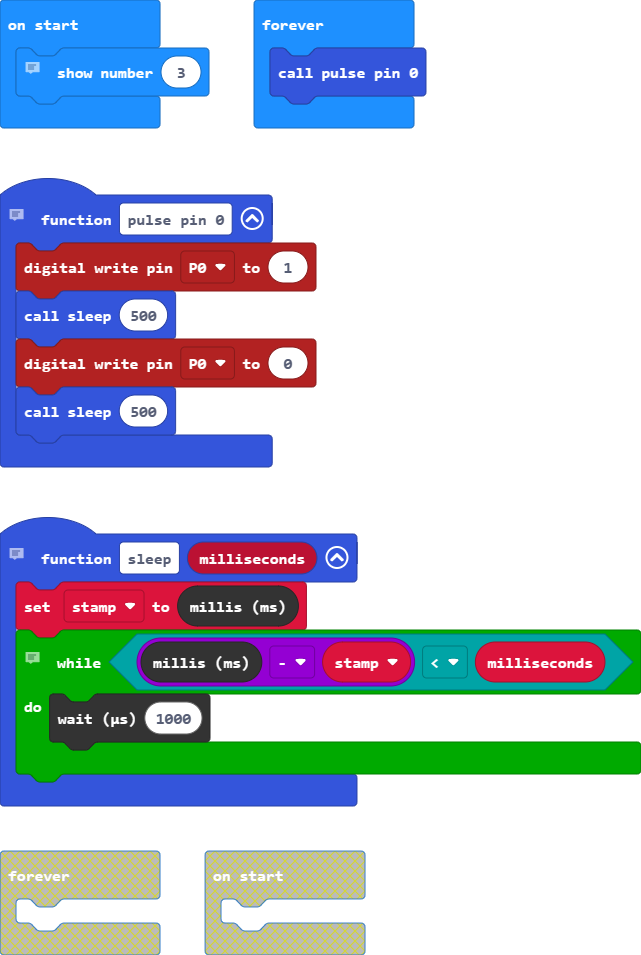 on start
show number 3
forever
call pulse pin 0
function pulse pin 0
digital write pin P0 to 1
call sleep 500
digital write pin P0 to 0
call sleep 500
function sleep milliseconds
set stamp to millis (ms)
while millis (ms) - stamp < milliseconds
do
wait (µs) 1000
forever
on start